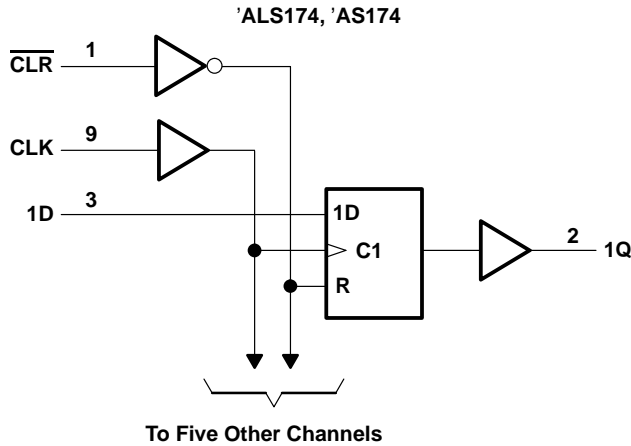 'ALS174, 'AS174
CLR 1
CLK 9
1D 3
1D
C1
R
2 1Q
To Five Other Channels